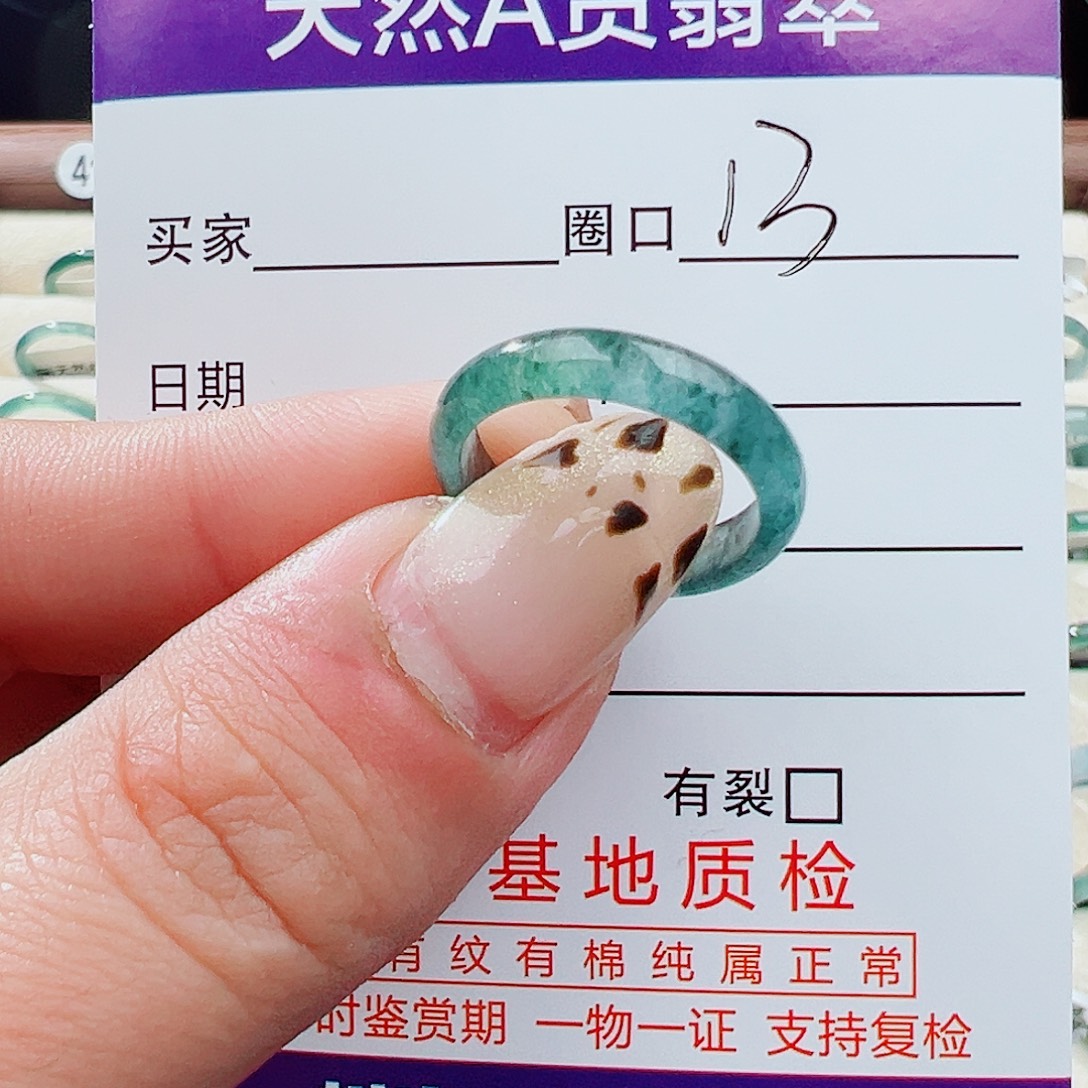 天然A货翡翠
买家 圈口 13
日期
有裂□
基地质检
有纹有棉纯属正常
时鉴赏期 一物一证 支持复检